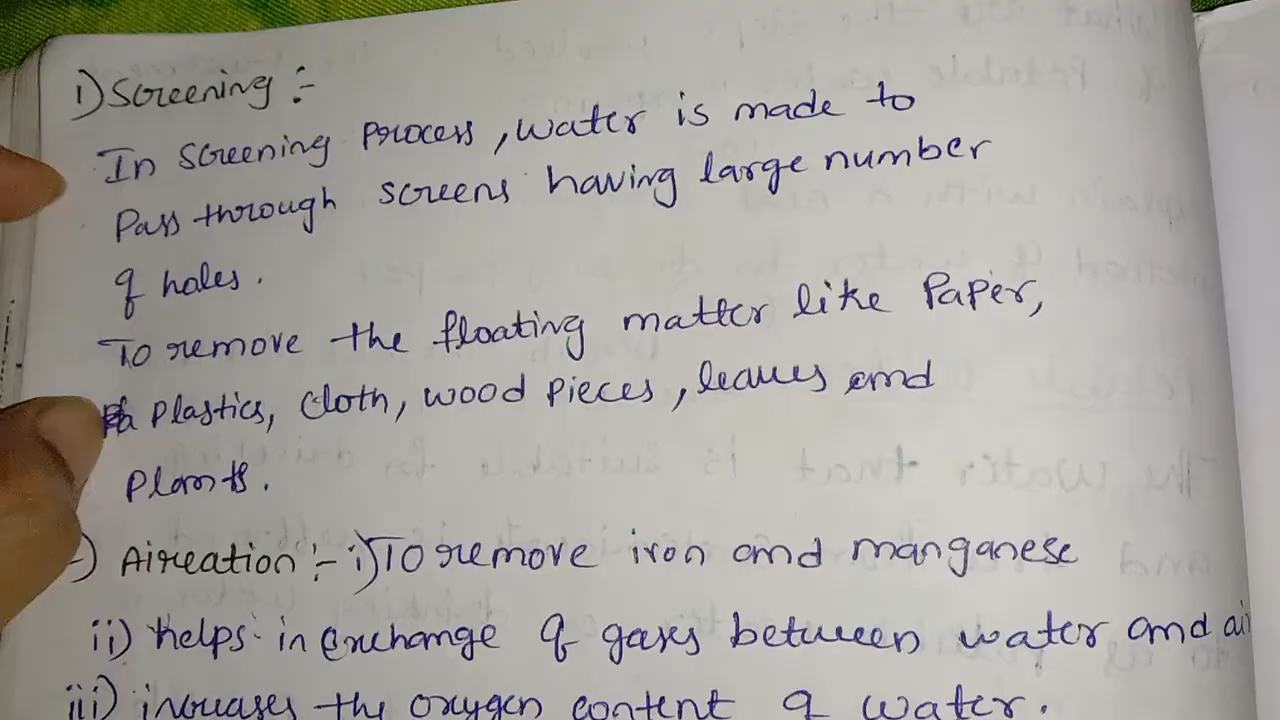 1) Screening :-
In Screening Process, water is made to
Pass through screens having large number
of holes.
To remove the floating matter like Paper,
Plastics, cloth, wood pieces, leaves and
Plants.
) Aireation :- i) To remove iron and manganese
ii) helps in exchange of gases between water and ai
iii) increases the oxygen content of water.